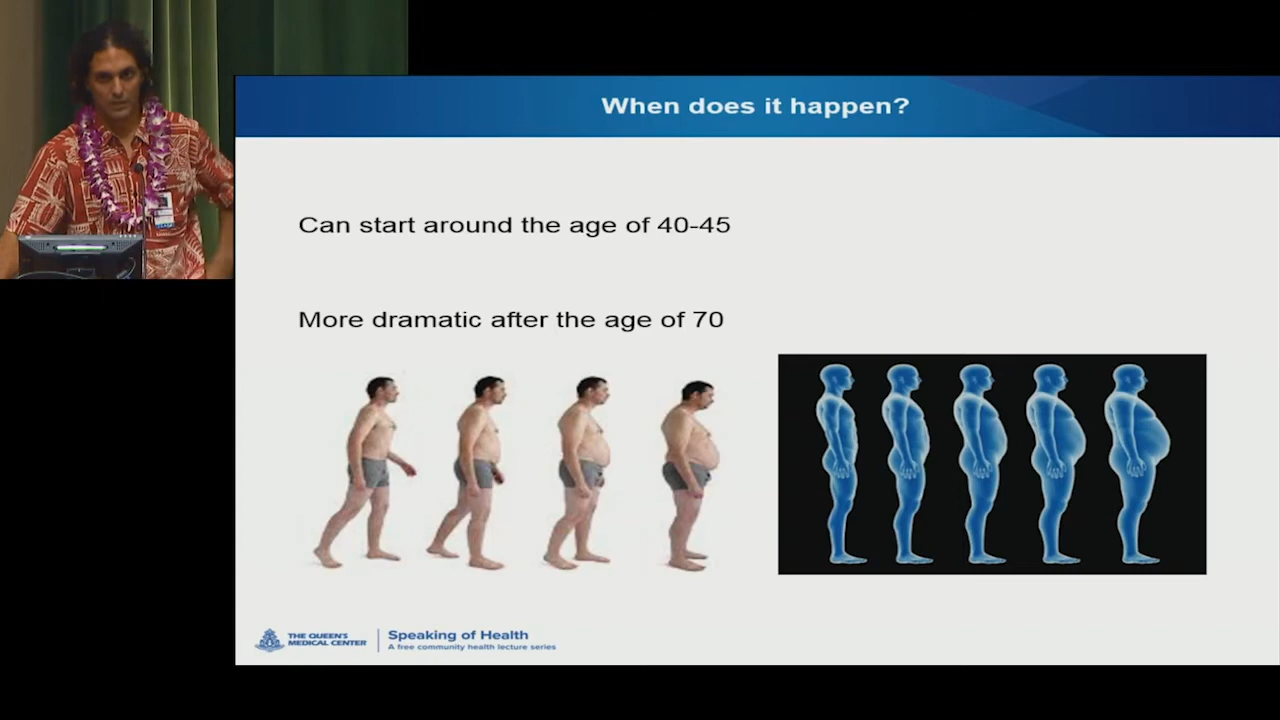 When does it happen?
Can start around the age of 40-45
More dramatic after the age of 70
THE QUEEN'S
MEDICAL CENTER
Speaking of Health
A free community health lecture series